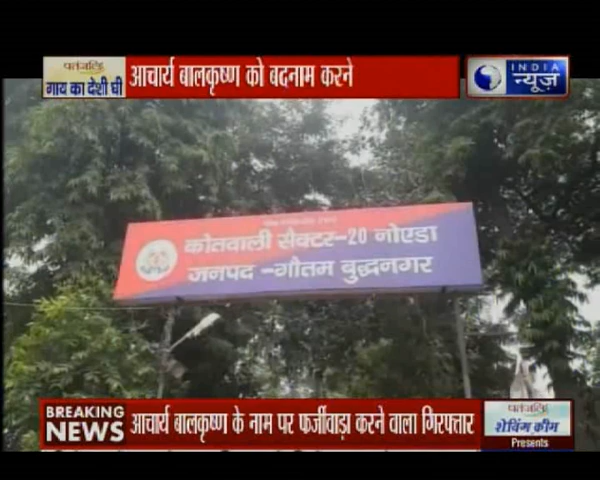 पतंजलि
गाय का देशी घी
आचार्य बालकृष्ण को बदनाम करने
INDIA
न्यूज़
कोतवाली सैक्टर-20 नोएडा
जनपद -गौतम बुद्धनगर
BREAKING
NEWS
आचार्य बालकृष्ण के नाम पर फर्जीवाड़ा करने वाला गिरफ्तार
पतंजलि
शेविंग क्रीम
Presents